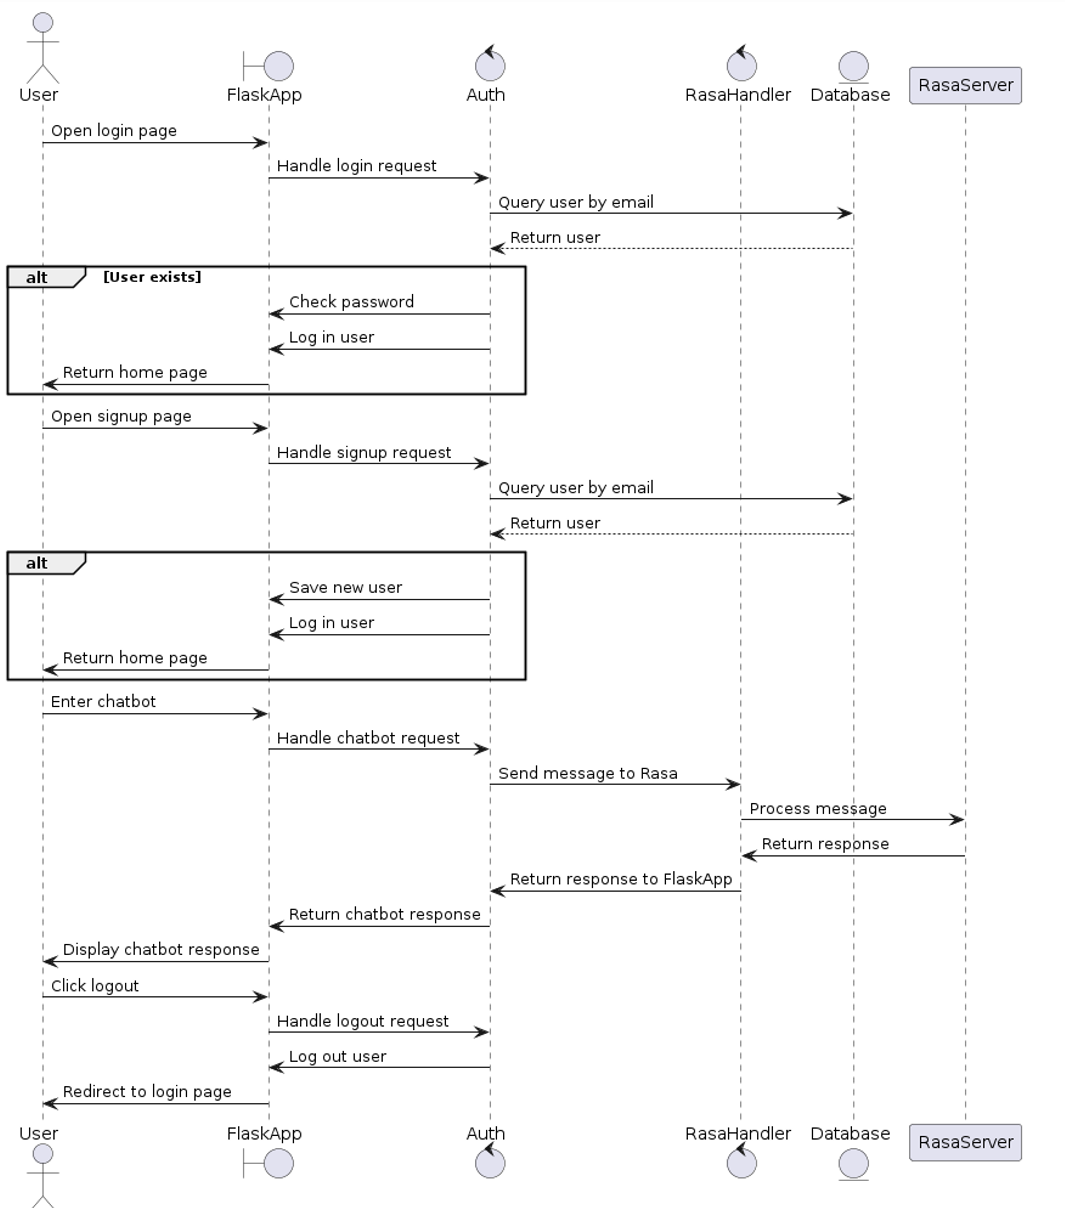 User
FlaskApp
Auth
RasaHandler
Database
RasaServer
Open login page
Handle login request
Query user by email
Return user
alt [User exists]
Check password
Log in user
Return home page
Open signup page
Handle signup request
Query user by email
Return user
alt
Save new user
Log in user
Return home page
Enter chatbot
Handle chatbot request
Send message to Rasa
Process message
Return response
Return response to FlaskApp
Return chatbot response
Display chatbot response
Click logout
Handle logout request
Log out user
Redirect to login page
User
FlaskApp
Auth
RasaHandler
Database
RasaServer